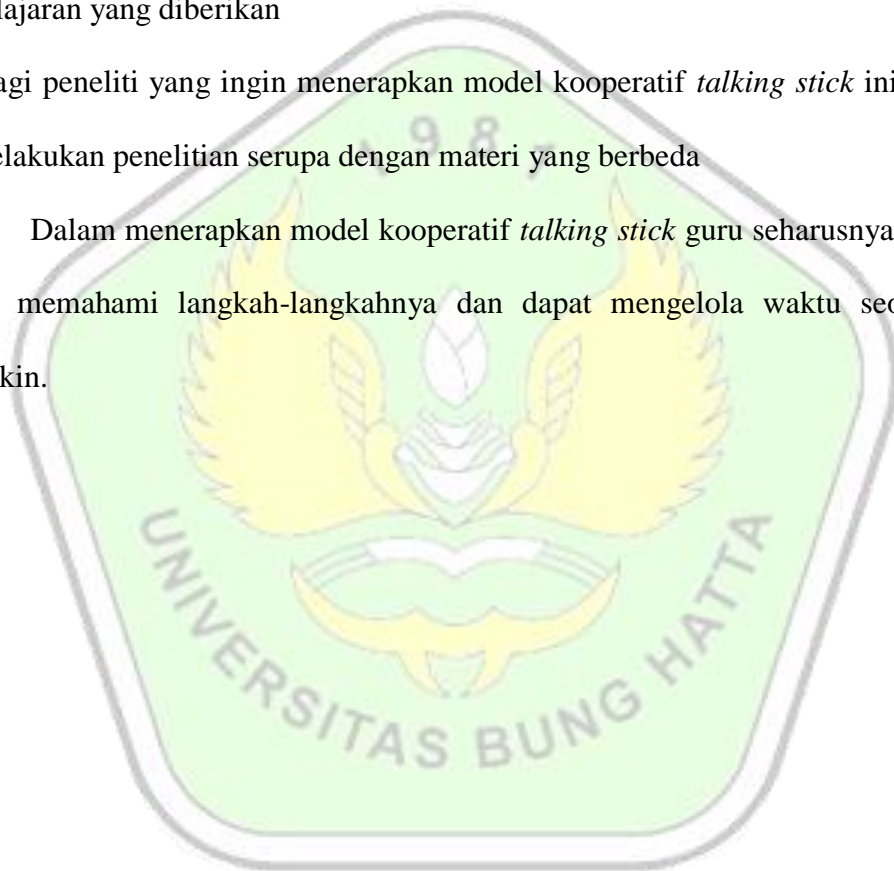 lajaran yang diberikan
agi peneliti yang ingin menerapkan model kooperatif talking stick ini
elakukan penelitian serupa dengan materi yang berbeda
Dalam menerapkan model kooperatif talking stick guru seharusnya
memahami langkah-langkahnya dan dapat mengelola waktu seo
kin.
UNIVERSITAS BUNG HATTA